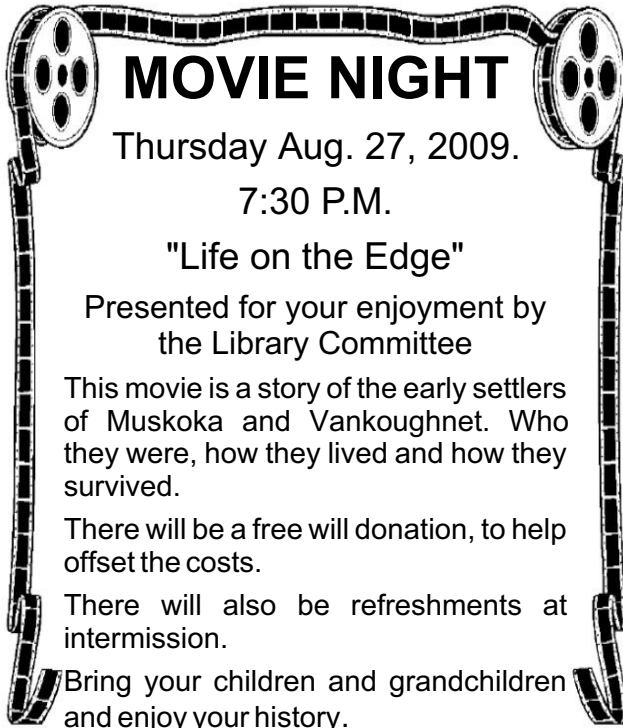 MOVIE NIGHT
Thursday Aug. 27, 2009.
7:30 P.M.
"Life on the Edge"
Presented for your enjoyment by
the Library Committee
This movie is a story of the early settlers
of Muskoka and Vankoughnet. Who
they were, how they lived and how they
survived.
There will be a free will donation, to help
offset the costs.
There will also be refreshments at
intermission.
Bring your children and grandchildren
and enjoy your history.